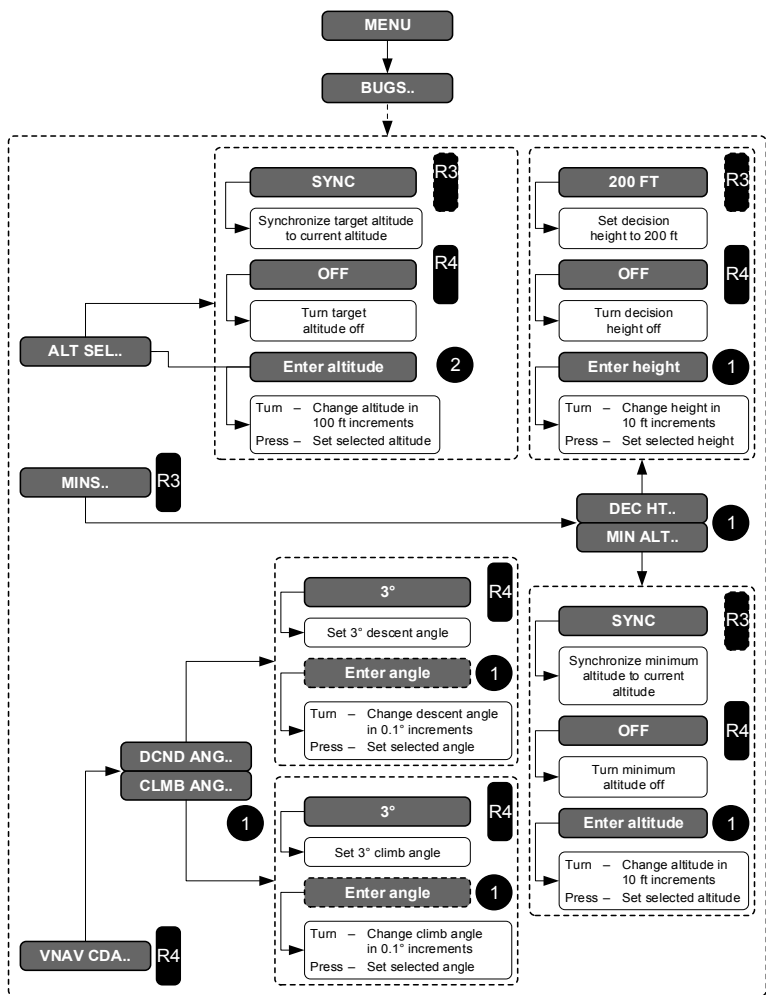 MENU
BUGS..
SYNC
R3
Synchronize target altitude
to current altitude
OFF
R4
Turn target
altitude off
ALT SEL..
Enter altitude
2
Turn – Change altitude in
100 ft increments
Press – Set selected altitude
200 FT
R3
Set decision
height to 200 ft
OFF
R4
Turn decision
height off
Enter height
1
Turn – Change height in
10 ft increments
Press – Set selected height
MINS..
R3
DEC HT..
MIN ALT..
1
3°
R4
Set 3° descent angle
Enter angle
1
Turn – Change descent angle
in 0.1° increments
Press – Set selected angle
DCND ANG..
CLMB ANG..
1
3°
R4
Set 3° climb angle
Enter angle
1
Turn – Change climb angle
in 0.1° increments
Press – Set selected angle
SYNC
R3
Synchronize minimum
altitude to current
altitude
OFF
R4
Turn minimum
altitude off
Enter altitude
1
Turn – Change altitude in
10 ft increments
Press – Set selected altitude
VNAV CDA..
R4